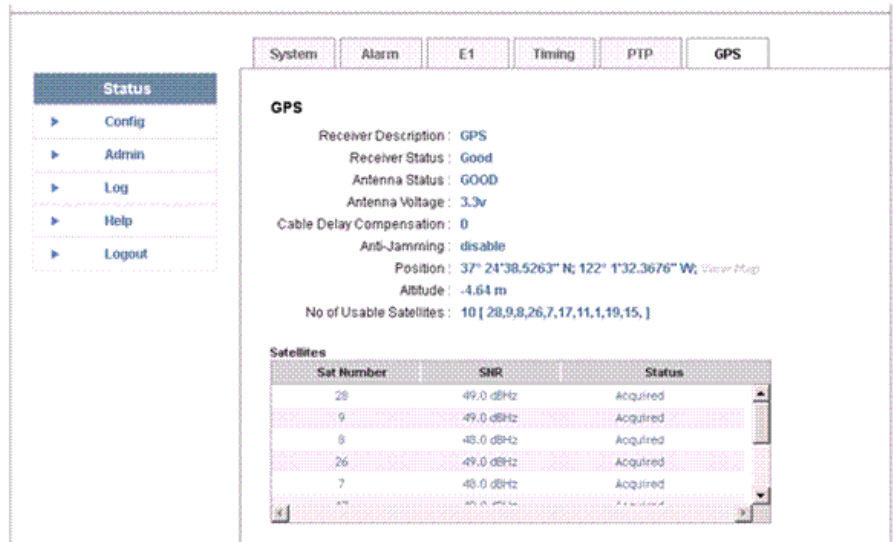 System Alarm E1 Timing PTP GPS
Status
Config
Admin
Log
Help
Logout
GPS
Receiver Description : GPS
Receiver Status : Good
Antenna Status : GOOD
Antenna Voltage : 3.3v
Cable Delay Compensation : 0
Anti-Jamming : disable
Position : 37° 24'38.5263" N; 122° 1'32.3676" W; View Map
Altitude : -4.64 m
No of Usable Satellites : 10 [ 28,9,8,26,7,17,11,1,19,15, ]
Satellites
Sat Number SNR Status
28 49.0 dBHz Acquired
9 49.0 dBHz Acquired
8 48.0 dBHz Acquired
26 49.0 dBHz Acquired
7 48.0 dBHz Acquired